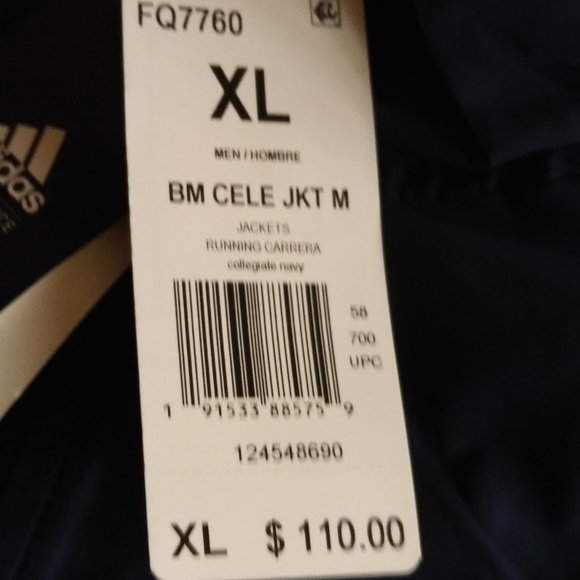 FQ7760
XL
MEN / HOMBRE
BM CELE JKT M
JACKETS
RUNNING CARRERA
collegiate navy
58
700
UPC
1 91533 88575 9
124548690
XL $ 110.00
adidas